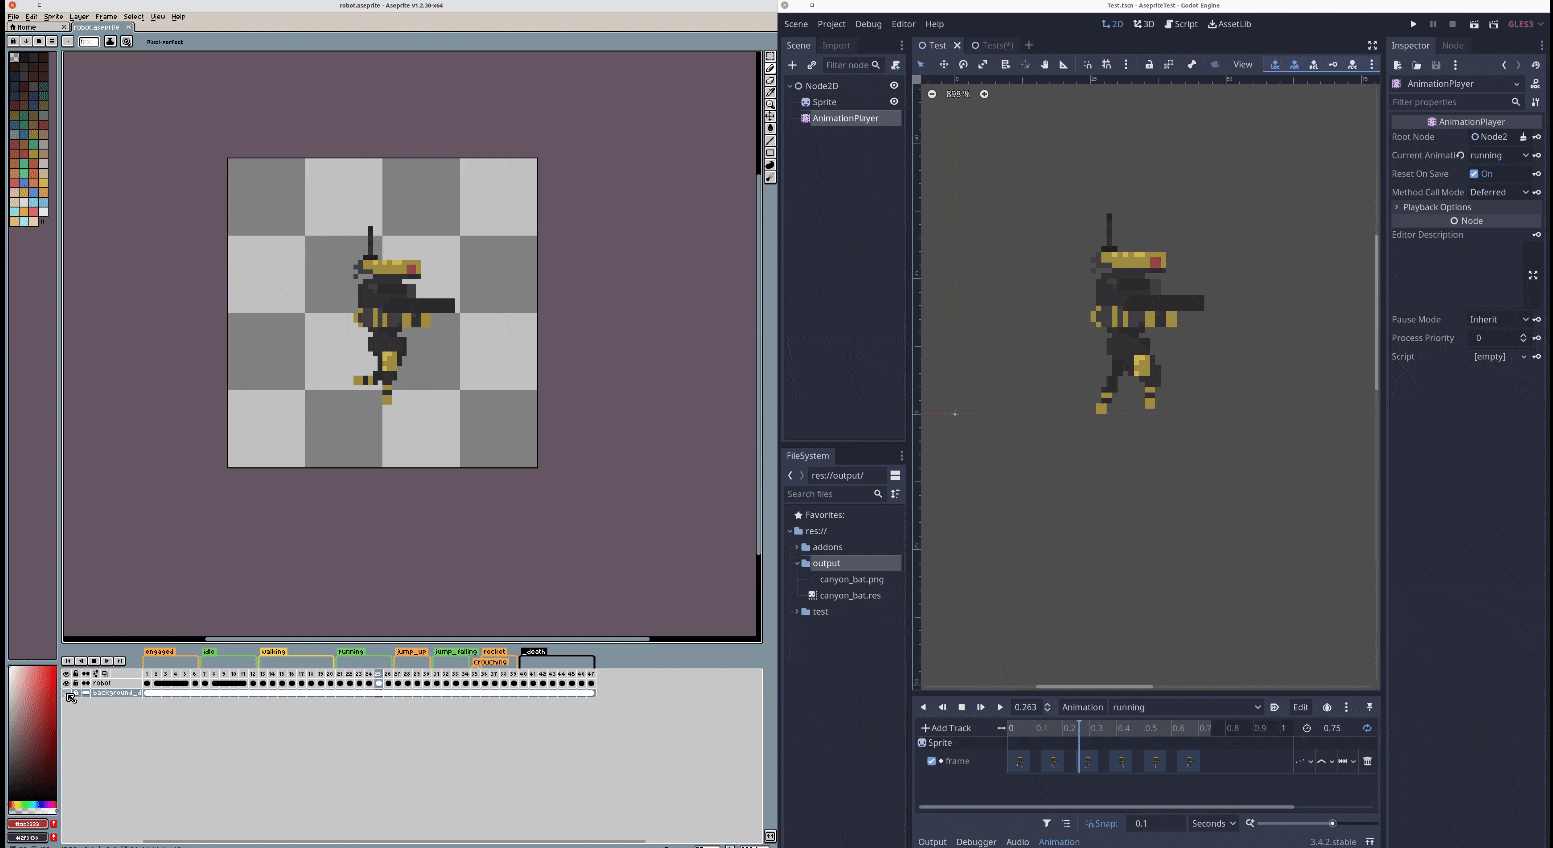 robot.aseprite - Aseprite v1.2.30-x64
File Edit Sprite Layer Frame Select View Help
Home
robot.aseprite
Pixel-perfect
engaged
idle
walking
running
jump_up
jump_falling
rocket
_death
crouching
1 2 3 4 5 6 7 8 9 10 11 12 13 14 15 16 17 18 19 20 21 22 23 24 26 27 28 29 30 31 32 33 34 35 36 37 38 39 40 41 42 43 44 45 46 47
robot
background_d
Test.tscn - AsepriteTest - Godot Engine
Scene Project Debug Editor Help
2D 3D Script AssetLib
GLES3
Scene Import
Filter node
Node2D
Sprite
AnimationPlayer
Test
Tests(*)
View
0
25
50
75
898 %
FileSystem
res://output/
Search files
Favorites:
res://
addons
output
canyon_bat.png
canyon_bat.res
test
0.263
Animation
running
Edit
Add Track
0 0.1 0.2 0.3 0.4 0.5 0.6 0.7 0.8 0.9 1
0.75
Sprite
frame
Snap:
0.1
Seconds
Output Debugger Audio Animation
3.4.2.stable
Inspector Node
AnimationPlayer
Filter properties
AnimationPlayer
Root Node
Node2
Current Animati
running
Reset On Save
On
Method Call Mode
Deferred
Playback Options
Node
Editor Description
Pause Mode
Inherit
Process Priority
0
Script
[empty]